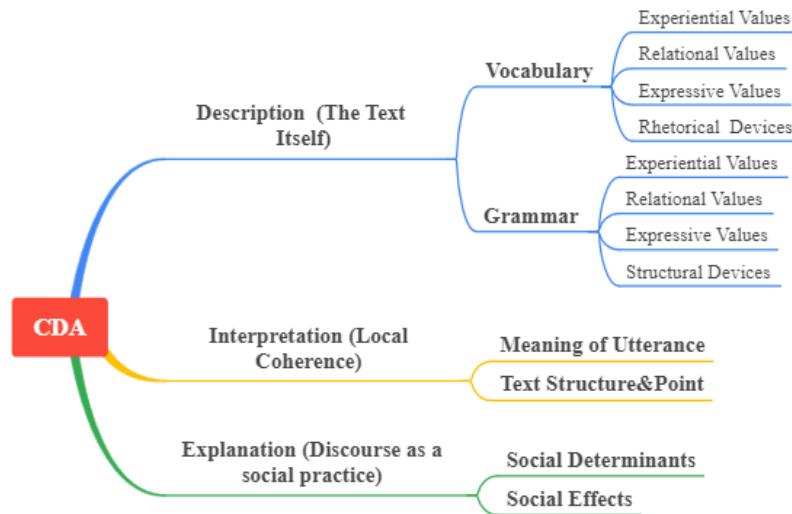 Experiential Values
Relational Values
Vocabulary
Expressive Values
Description (The Text
Itself)
Rhetorical Devices
Experiential Values
Relational Values
Grammar
Expressive Values
Structural Devices
CDA
Interpretation (Local
Coherence)
Meaning of Utterance
Text Structure&Point
Explanation (Discourse as a
social practice)
Social Determinants
Social Effects